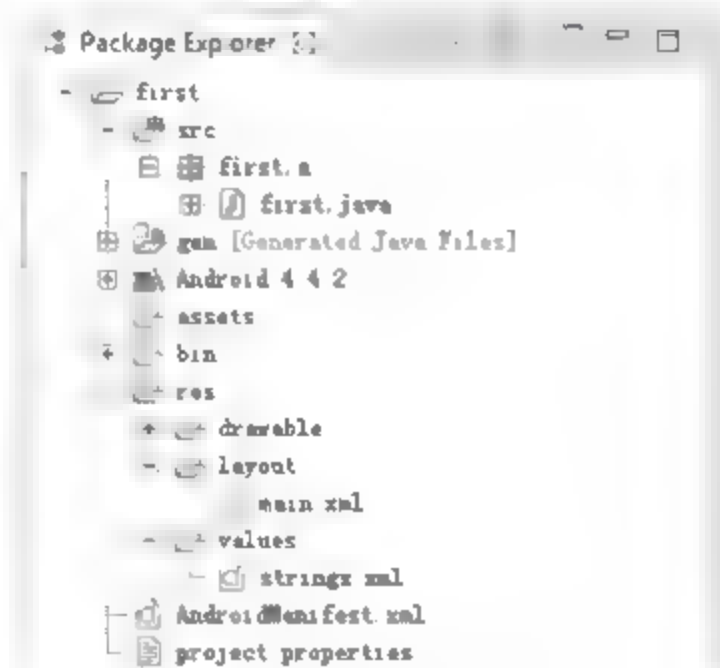 Package Explorer
first
src
first.a
first.java
gen [Generated Java Files]
Android 4 4 2
assets
bin
res
drawable
layout
main xml
values
strings xml
AndroidManifest.xml
project properties